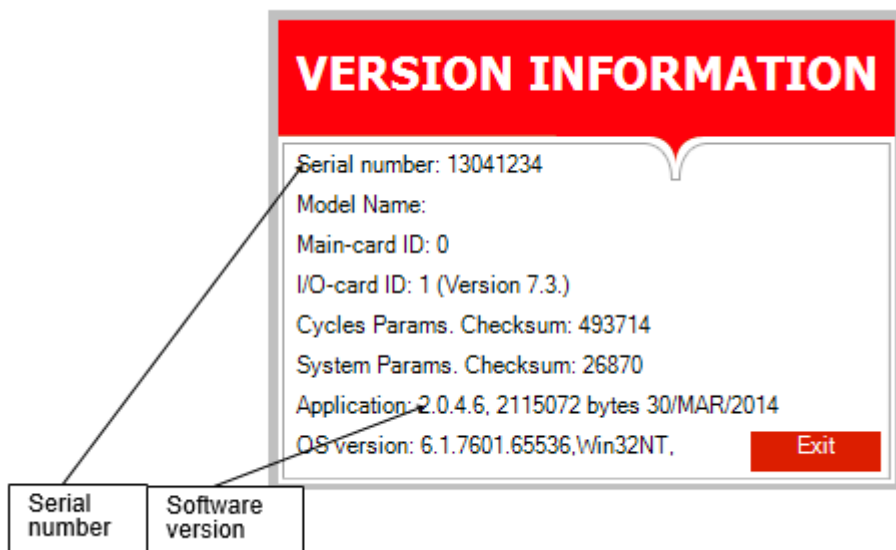 VERSION INFORMATION
Serial number: 13041234
Model Name:
Main-card ID: 0
I/O-card ID: 1 (Version 7.3.)
Cycles Params. Checksum: 493714
System Params. Checksum: 26870
Application: 2.0.4.6, 2115072 bytes 30/MAR/2014
OS version: 6.1.7601.65536,Win32NT,
Exit
Serial
number
Software
version